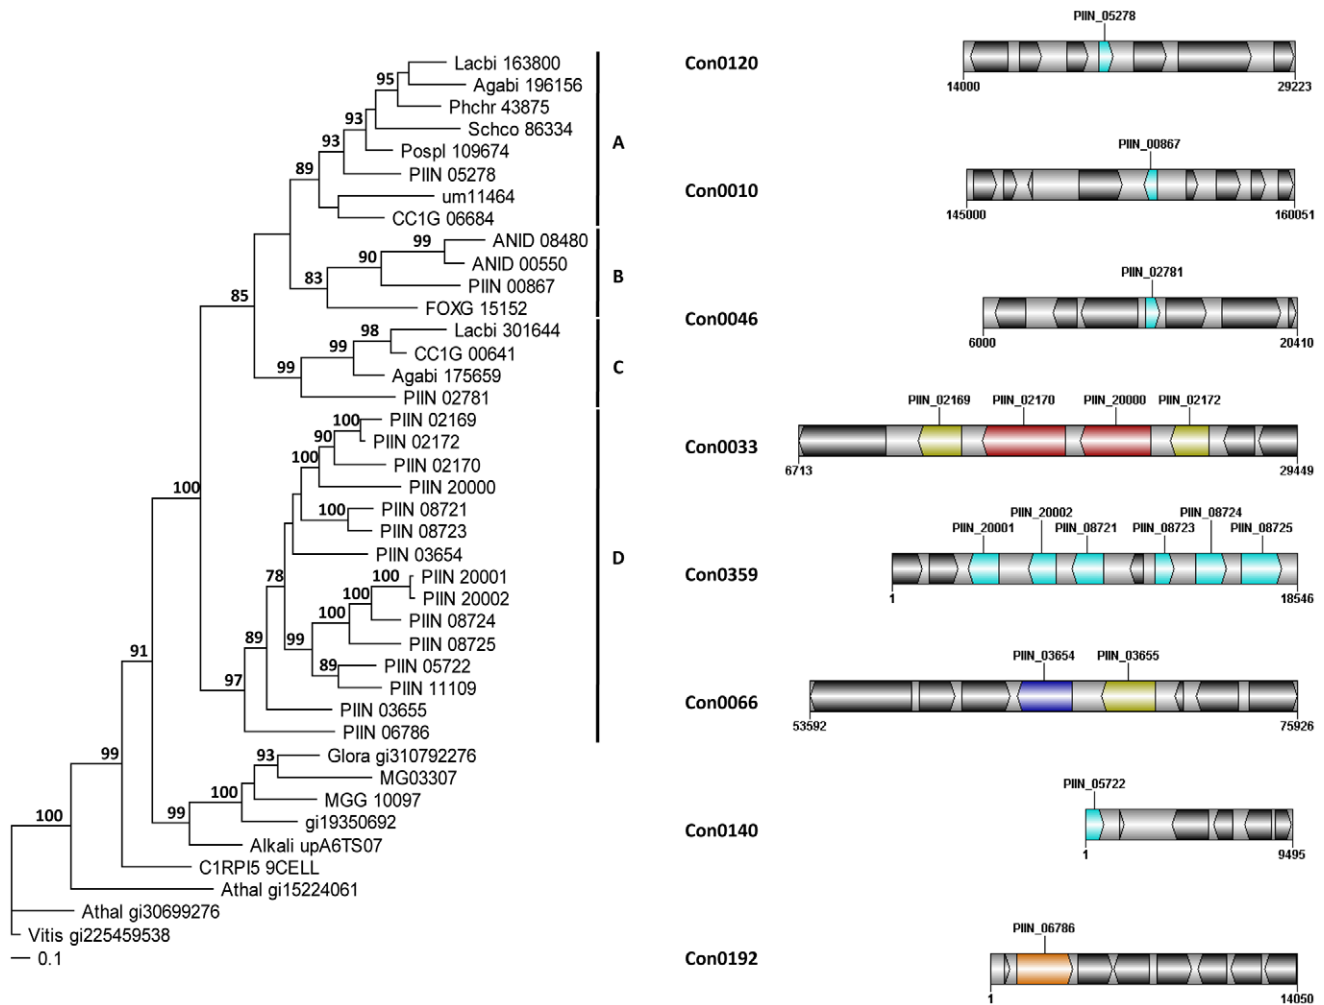 Lacbi 163800
95
Agabi 196156
Phchr 43875
93
Schco 86334
93
Pospl 109674
A
89
PIIN 05278
um11464
CC1G 06684
ANID 08480
99
ANID 00550
90
PIIN 00867
B
83
FOXG 15152
85
Lacbi 301644
98
CC1G 00641
99
Agabi 175659
C
99
PIIN 02781
PIIN 02169
100
PIIN 02172
90
PIIN 02170
100
PIIN 20000
100
PIIN 08721
100
PIIN 08723
PIIN 03654
D
78
PIIN 20001
100
PIIN 20002
100
PIIN 08724
100
PIIN 08725
99
89
PIIN 05722
89
PIIN 11109
91
97
PIIN 03655
PIIN 06786
Glora gi310792276
93
MG03307
99
MGG 10097
100
gi19350692
99
Alkali upA6TS07
100
C1RPI5 9CELL
Athal gi15224061
Athal gi30699276
Vitis gi225459538
0.1
PIIN_05278
Con0120
14000 29223
PIIN_00867
Con0010
145000 160051
PIIN_02781
Con0046
6000 20410
PIIN_02169 PIIN_02170 PIIN_20000 PIIN_02172
Con0033
6713 29449
PIIN_20002 PIIN_08724
PIIN_20001 PIIN_08721 PIIN_08723 PIIN_08725
Con0359
1 18546
PIIN_03654 PIIN_03655
Con0066
53592 75926
PIIN_05722
Con0140
1 9495
PIIN_06786
Con0192
1 14050